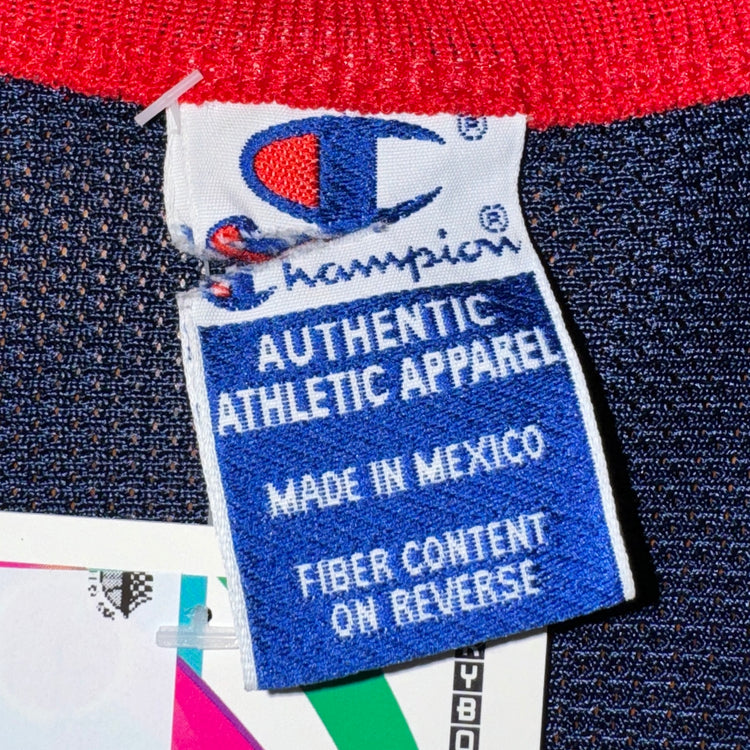 ®
Champion®
AUTHENTIC
ATHLETIC APPAREL
MADE IN MEXICO
FIBER CONTENT
ON REVERSE